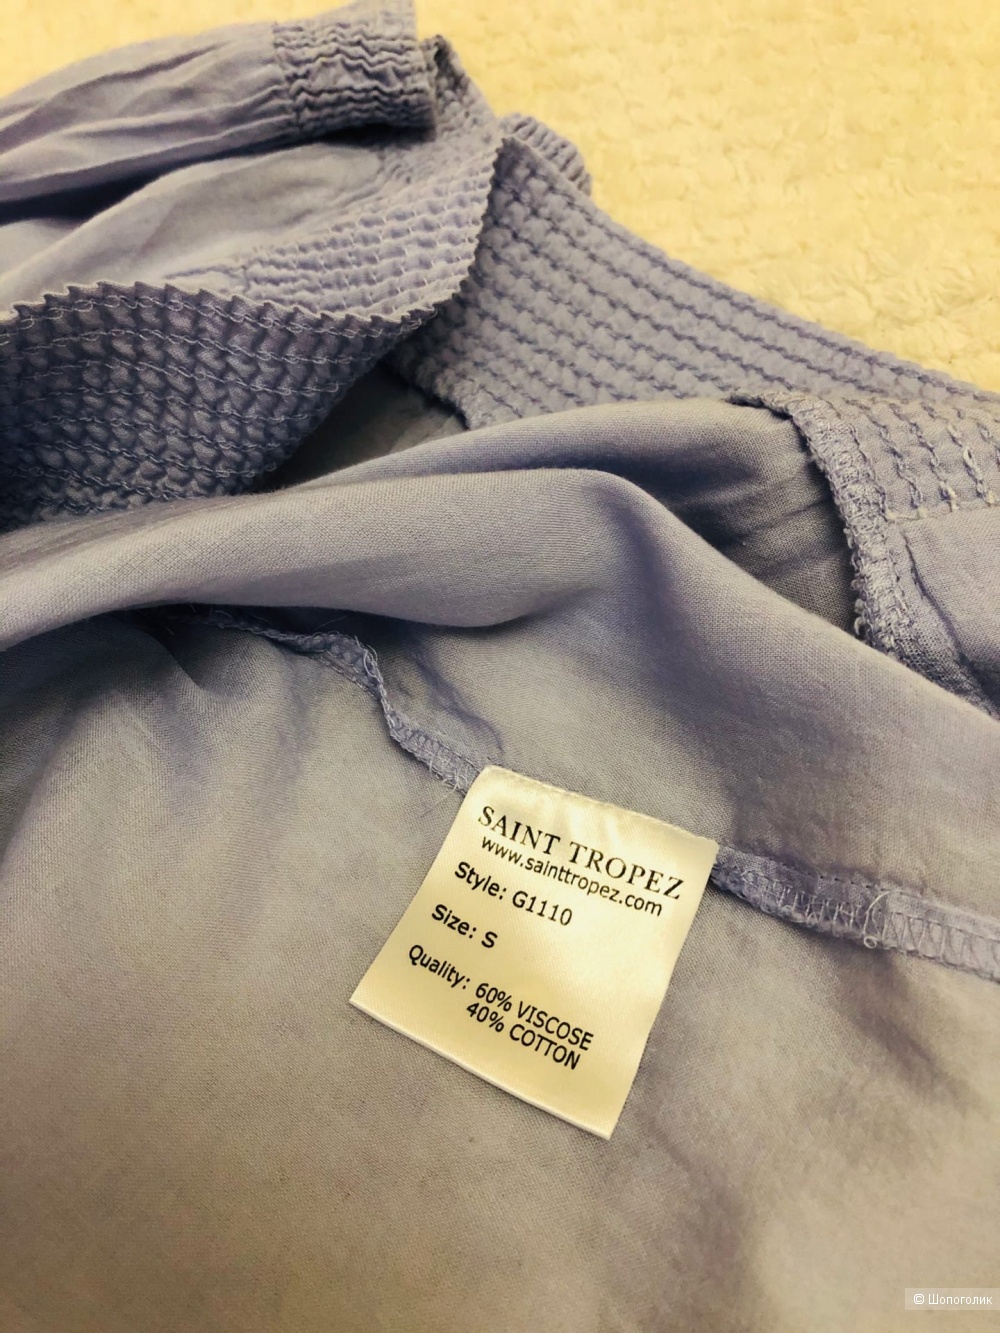 SAINT TROPEZ
www.sainttropez.com
Style: G1110
Size: S
Quality: 60% VISCOSE
40% COTTON
© Шопоголик